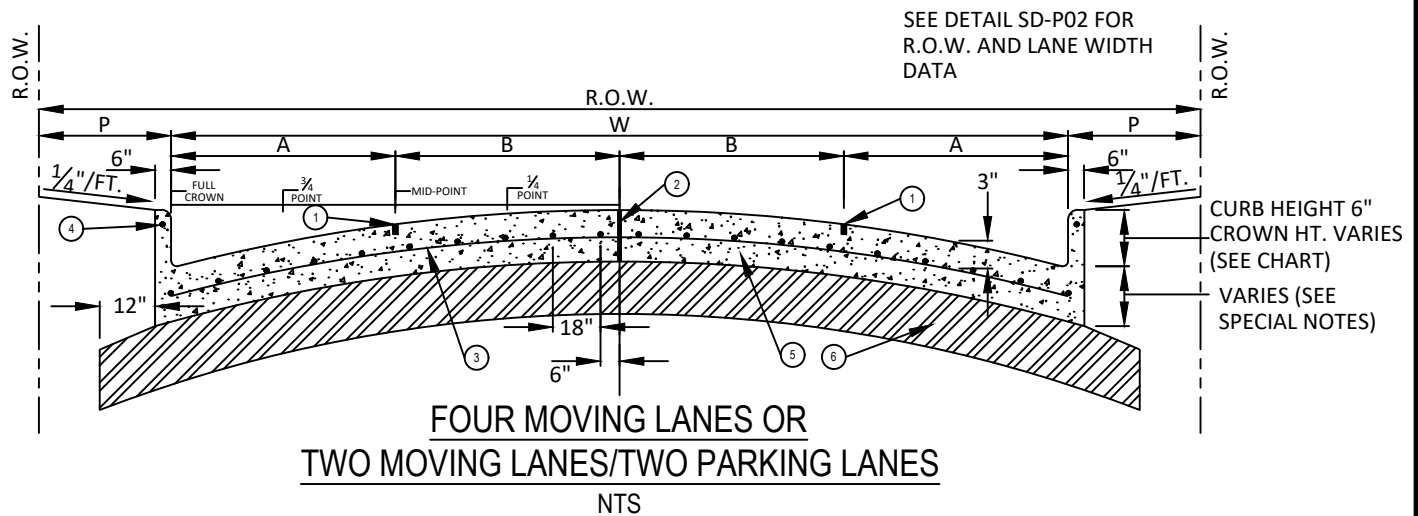 SEE DETAIL SD-P02 FOR
R.O.W. AND LANE WIDTH
DATA
R.O.W.
R.O.W.
R.O.W.
P
W
P
A
B
B
A
6"
6"
1/4"/FT.
1/4"/FT.
FULL
CROWN
3/4
POINT
MID-POINT
1/4
POINT
2
3"
1
1
4
CURB HEIGHT 6"
CROWN HT. VARIES
(SEE CHART)
12"
VARIES (SEE
SPECIAL NOTES)
18"
3
5
6
6"
FOUR MOVING LANES OR
TWO MOVING LANES/TWO PARKING LANES
NTS